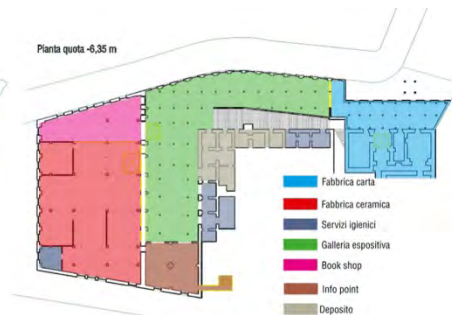 Pianta quota -6,35 m
Fabbrica carta
Fabbrica ceramica
Servizi igienici
Galleria espositiva
Book shop
Info point
Deposito